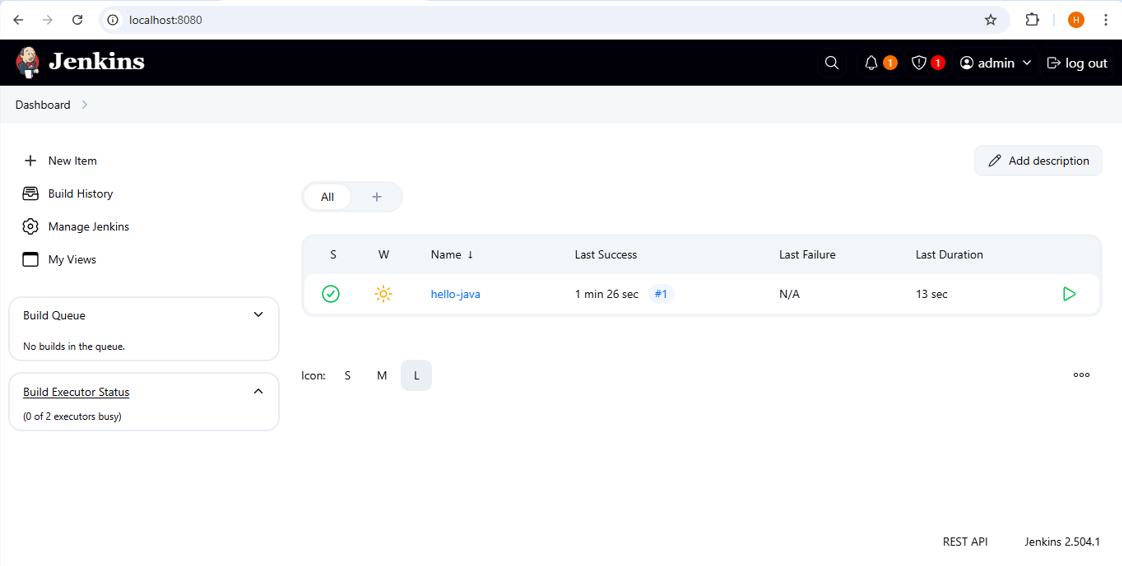 localhost:8080
H
Jenkins
1
1
admin
log out
Dashboard
New Item
Build History
Manage Jenkins
My Views
Build Queue
No builds in the queue.
Build Executor Status
(0 of 2 executors busy)
Add description
All
+
S W Name ↓ Last Success Last Failure Last Duration
hello-java 1 min 26 sec #1 N/A 13 sec
Icon: S M L
REST API Jenkins 2.504.1